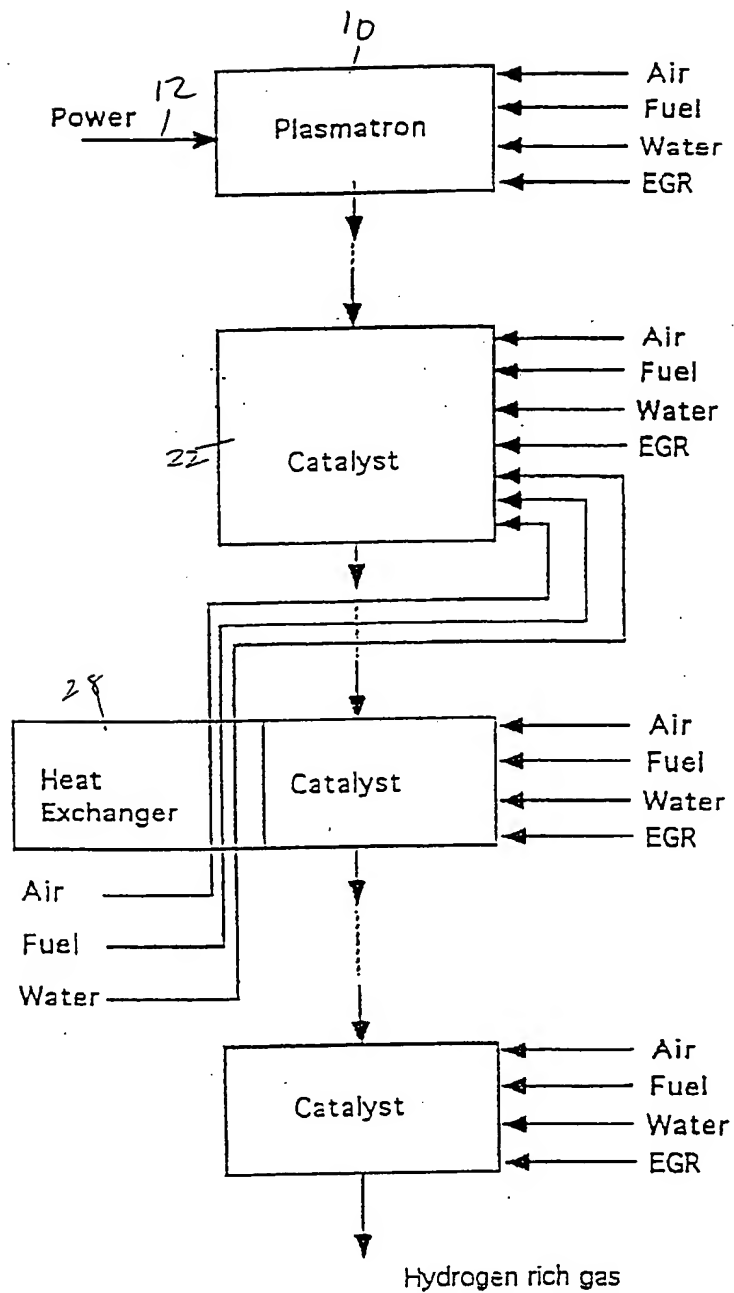 10
12
Power
Plasmatron
Air
Fuel
Water
EGR
22
Catalyst
Air
Fuel
Water
EGR
28
Heat
Exchanger
Catalyst
Air
Fuel
Water
EGR
Air
Fuel
Water
Catalyst
Air
Fuel
Water
EGR
Hydrogen rich gas